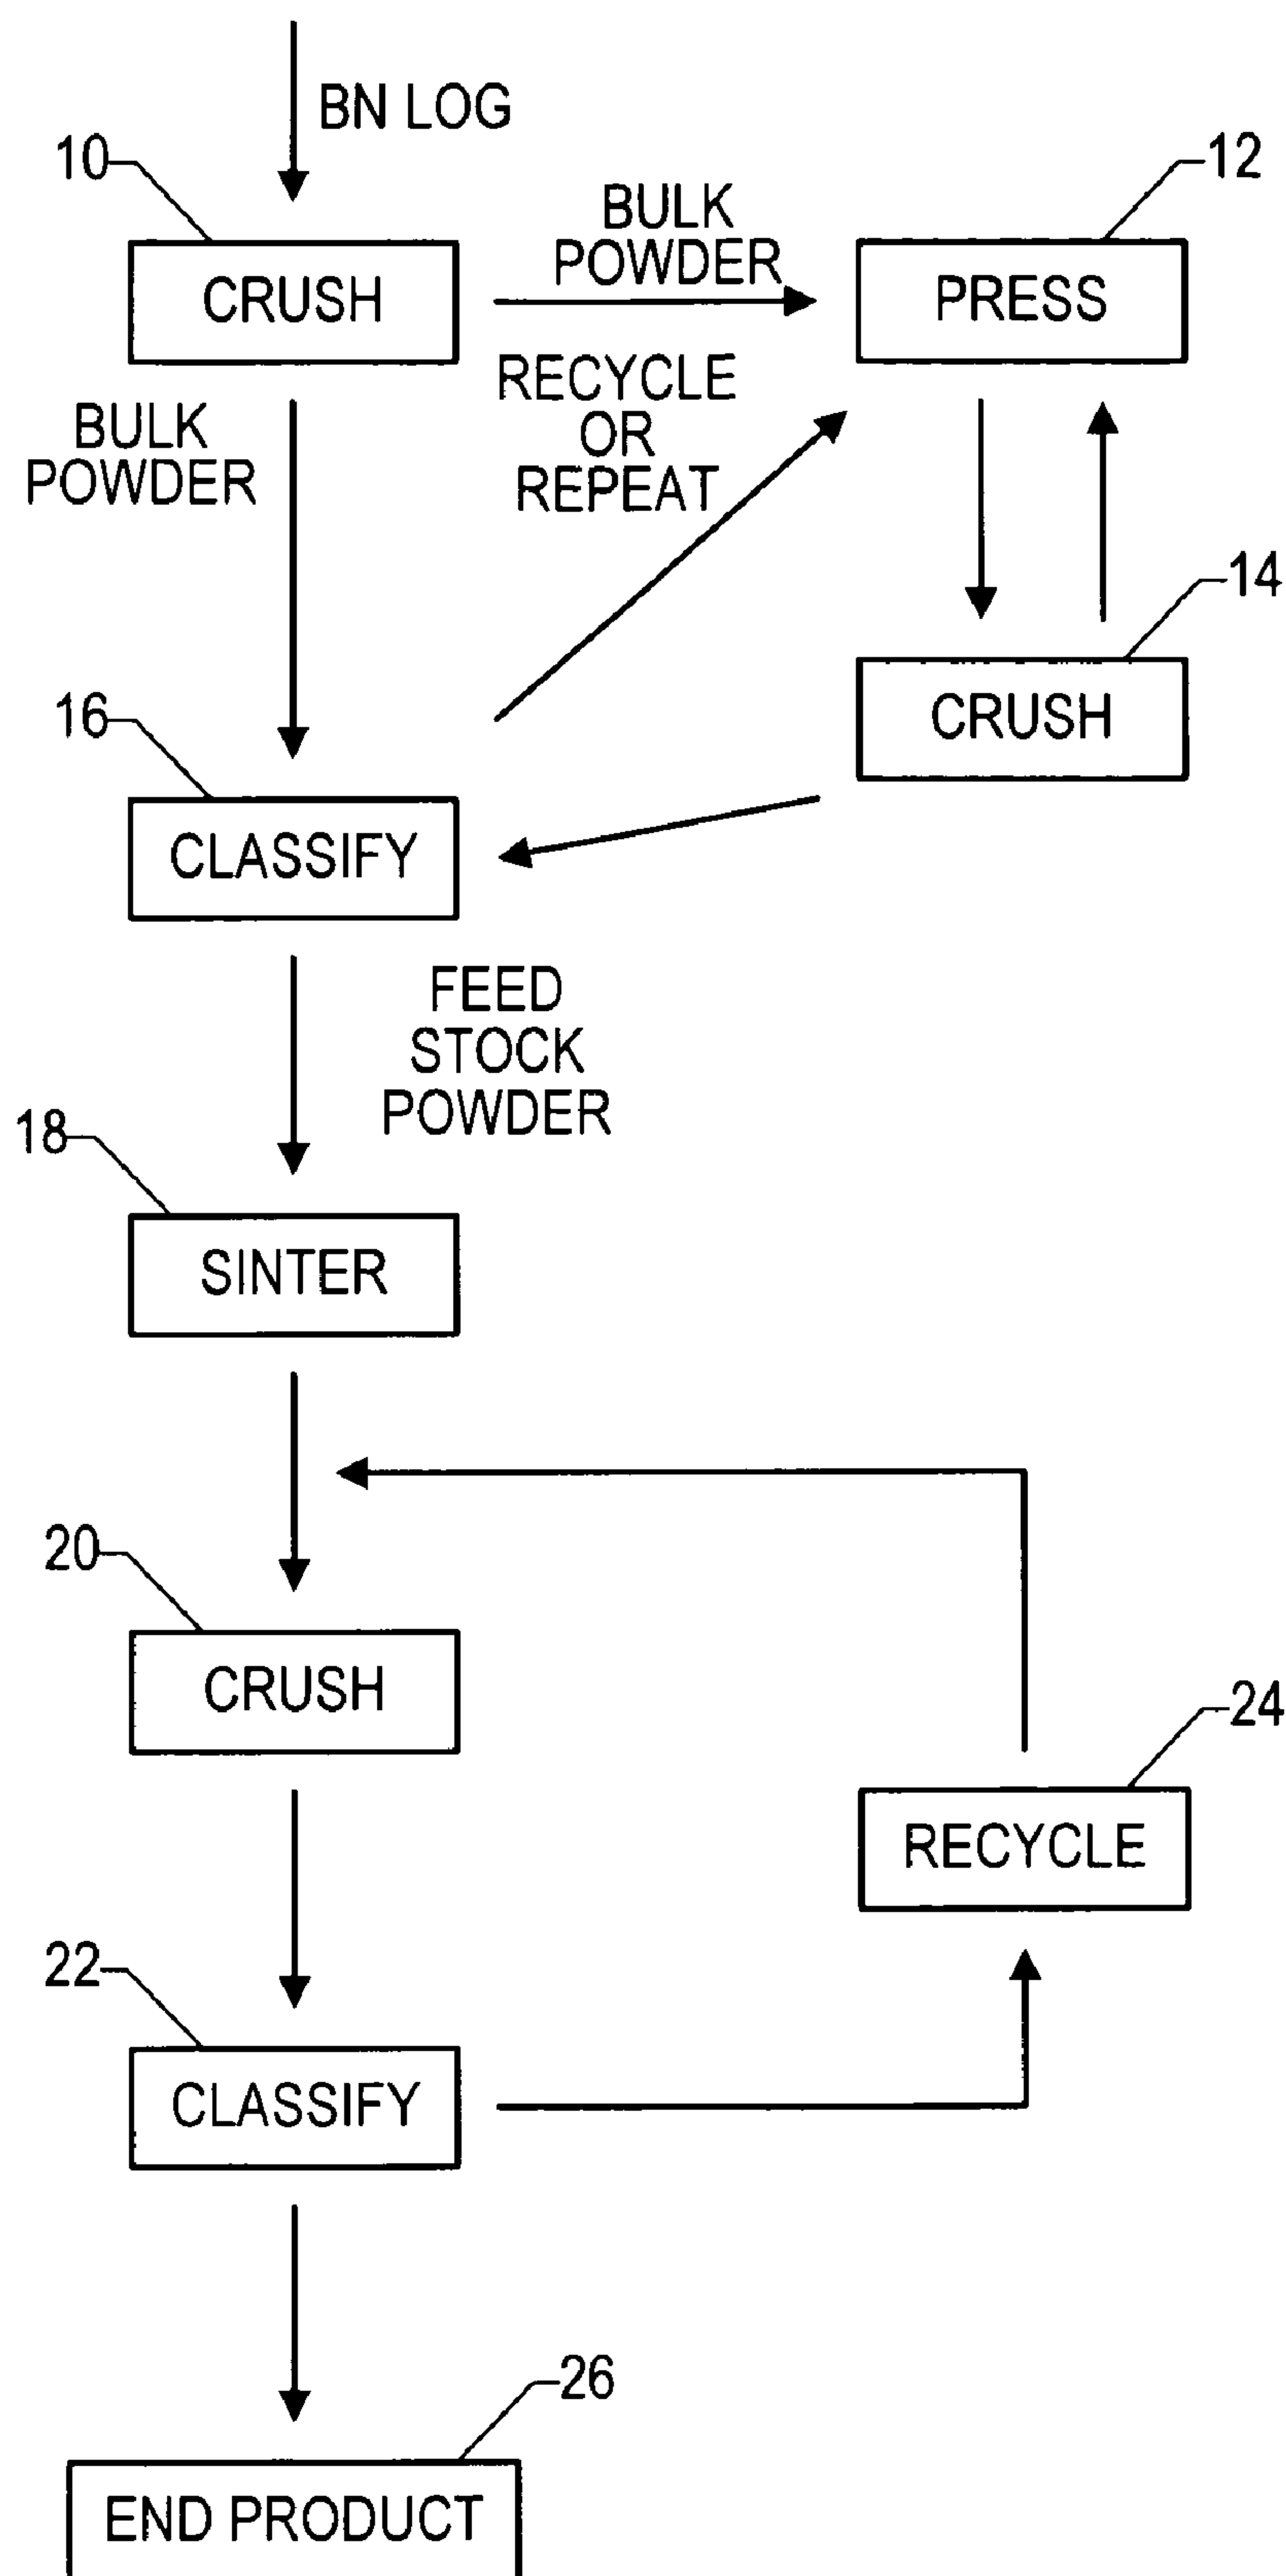 BN LOG
10
12
BULK
POWDER
CRUSH
PRESS
RECYCLE
OR
REPEAT
BULK
POWDER
14
16
CRUSH
CLASSIFY
FEED
STOCK
POWDER
18
SINTER
20
CRUSH
24
RECYCLE
22
CLASSIFY
26
END PRODUCT